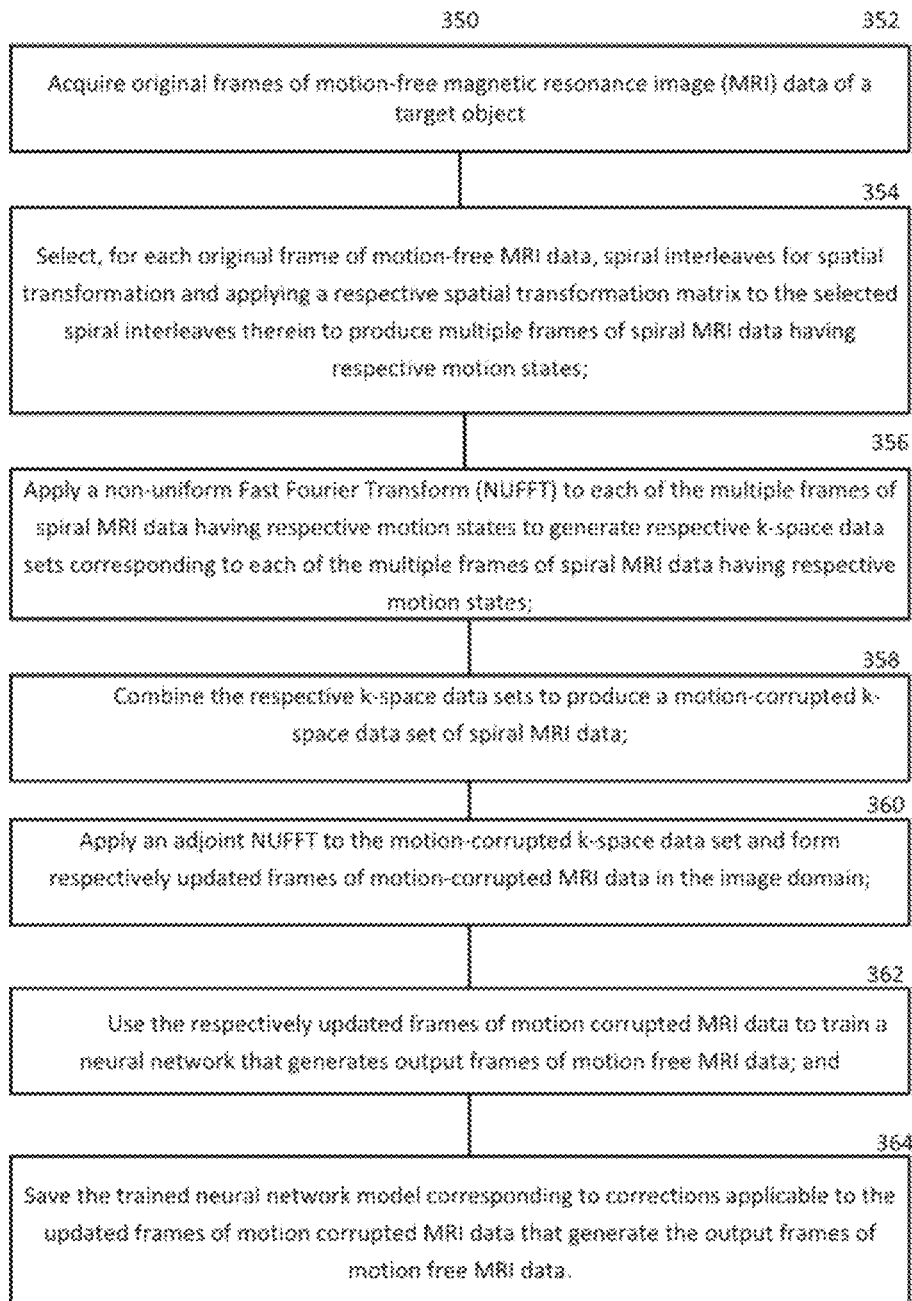 350
352
Acquire original frames of motion-free magnetic resonance image (MRI) data of a
target object
354
Select, for each original frame of motion-free MRI data, spiral interleaves for spatial
transformation and applying a respective spatial transformation matrix to the selected
spiral interleaves therein to produce multiple frames of spiral MRI data having
respective motion states;
356
Apply a non-uniform Fast Fourier Transform (NUFFT) to each of the multiple frames of
spiral MRI data having respective motion states to generate respective k-space data
sets corresponding to each of the multiple frames of spiral MRI data having respective
motion states;
358
Combine the respective k-space data sets to produce a motion-corrupted k-
space data set of spiral MRI data;
360
Apply an adjoint NUFFT to the motion-corrupted k-space data set and form
respectively updated frames of motion-corrupted MRI data in the image domain;
362
Use the respectively updated frames of motion corrupted MRI data to train a
neural network that generates output frames of motion free MRI data; and
364
Save the trained neural network model corresponding to corrections applicable to the
updated frames of motion corrupted MRI data that generate the output frames of
motion free MRI data.